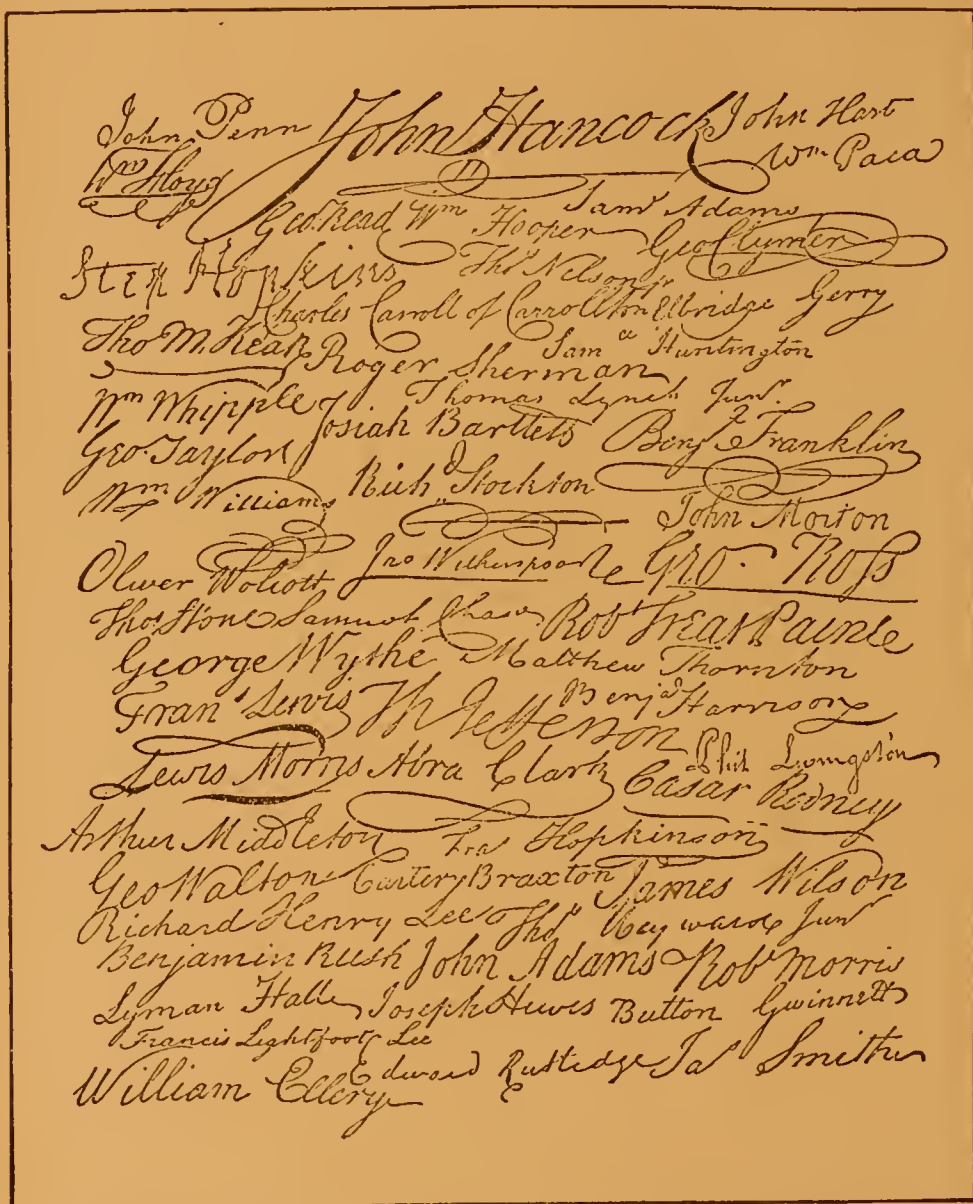 John Penn John Hancock John Hart
Wm Floyd Wm Paca
Geo. Read Wm Hooper Sam1 Adams Geo Clymer
Step Hopkins Thos Nelson jr
Charles Carroll of Carrollton Elbridge Gerry
Tho M. Kean Roger Sherman Sam el Huntington
Wm Whipple Thomas Lynch Junr.
Geo. Taylor Josiah Bartlett Benj. Franklin
Wm Williams Richd Stockton John Morton
Oliver Wolcott Jno Witherspoon Geo. Ross
Thos. Stone Samuel Chase Robt Treat Paine
George Wythe Matthew Thornton
Frans Lewis Th Jefferson Benja Harrison
Lewis Morris Abra Clark Phil. Livingston
Cæsar Rodney
Arthur Middleton Fras Hopkinson
Geo Walton Carter Braxton James Wilson
Richard Henry Lee Thos Heyward Junr
Benjamin Rush John Adams Robt Morris
Lyman Hall Joseph Hewes Button Gwinnett
Francis Lightfoot Lee
William Ellery Edward Rutledge Jas Smith